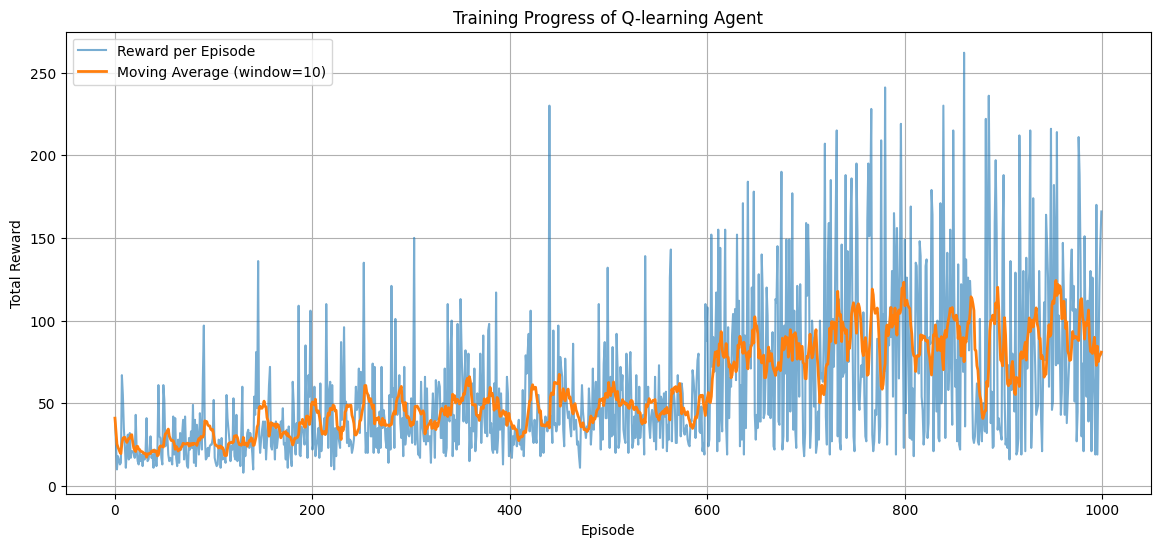 Training Progress of Q-learning Agent
Reward per Episode
Moving Average (window=10)
250
200
150
100
50
0
Total Reward
0 200 400 600 800 1000
Episode